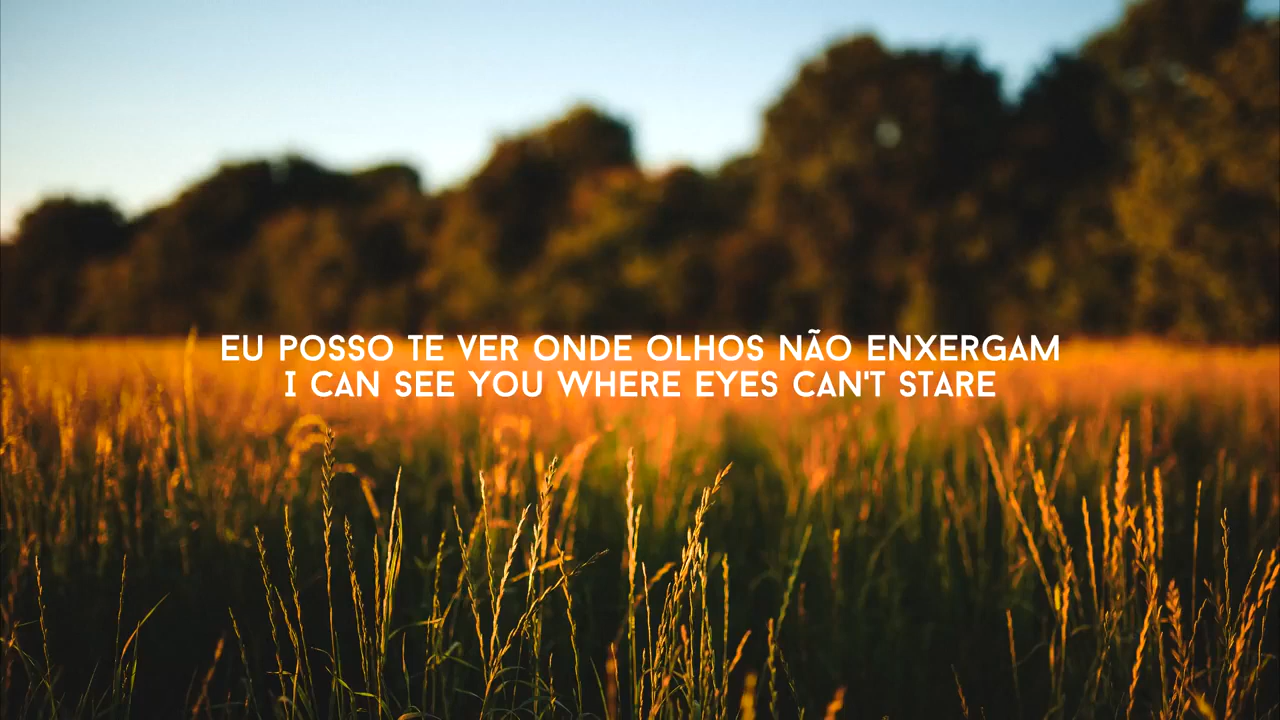 EU POSSO TE VER ONDE OLHOS NÃO ENXERGAM
I CAN SEE YOU WHERE EYES CAN'T STARE